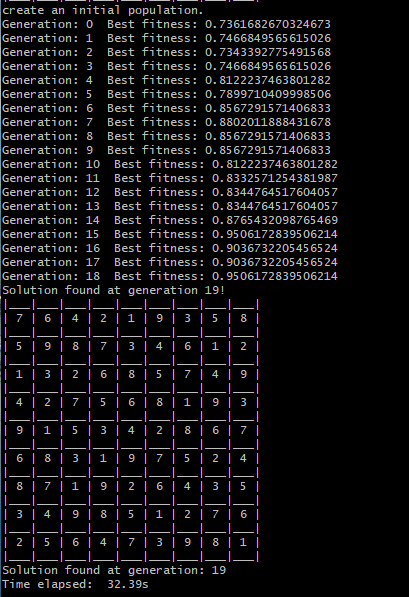 create an initial population.
Generation: 0  Best fitness: 0.7361682670324673
Generation: 1  Best fitness: 0.7466849565615026
Generation: 2  Best fitness: 0.7343392775491568
Generation: 3  Best fitness: 0.7466849565615026
Generation: 4  Best fitness: 0.8122237463801282
Generation: 5  Best fitness: 0.7899710409998506
Generation: 6  Best fitness: 0.8567291571406833
Generation: 7  Best fitness: 0.8802011888431678
Generation: 8  Best fitness: 0.8567291571406833
Generation: 9  Best fitness: 0.8567291571406833
Generation: 10  Best fitness: 0.8122237463801282
Generation: 11  Best fitness: 0.8332571254381987
Generation: 12  Best fitness: 0.8344764517604057
Generation: 13  Best fitness: 0.8344764517604057
Generation: 14  Best fitness: 0.8765432098765469
Generation: 15  Best fitness: 0.9506172839506214
Generation: 16  Best fitness: 0.9036732205456524
Generation: 17  Best fitness: 0.9036732205456524
Generation: 18  Best fitness: 0.9506172839506214
Solution found at generation 19!
|___|___|___|___|___|___|___|___|___|
| 7 | 6 | 4 | 2 | 1 | 9 | 3 | 5 | 8 |
|___|___|___|___|___|___|___|___|___|
| 5 | 9 | 8 | 7 | 3 | 4 | 6 | 1 | 2 |
|___|___|___|___|___|___|___|___|___|
| 1 | 3 | 2 | 6 | 8 | 5 | 7 | 4 | 9 |
|___|___|___|___|___|___|___|___|___|
| 4 | 2 | 7 | 5 | 6 | 8 | 1 | 9 | 3 |
|___|___|___|___|___|___|___|___|___|
| 9 | 1 | 5 | 3 | 4 | 2 | 8 | 6 | 7 |
|___|___|___|___|___|___|___|___|___|
| 6 | 8 | 3 | 1 | 9 | 7 | 5 | 2 | 4 |
|___|___|___|___|___|___|___|___|___|
| 8 | 7 | 1 | 9 | 2 | 6 | 4 | 3 | 5 |
|___|___|___|___|___|___|___|___|___|
| 3 | 4 | 9 | 8 | 5 | 1 | 2 | 7 | 6 |
|___|___|___|___|___|___|___|___|___|
| 2 | 5 | 6 | 4 | 7 | 3 | 9 | 8 | 1 |
|___|___|___|___|___|___|___|___|___|
Solution found at generation: 19
Time elapsed:  32.39s